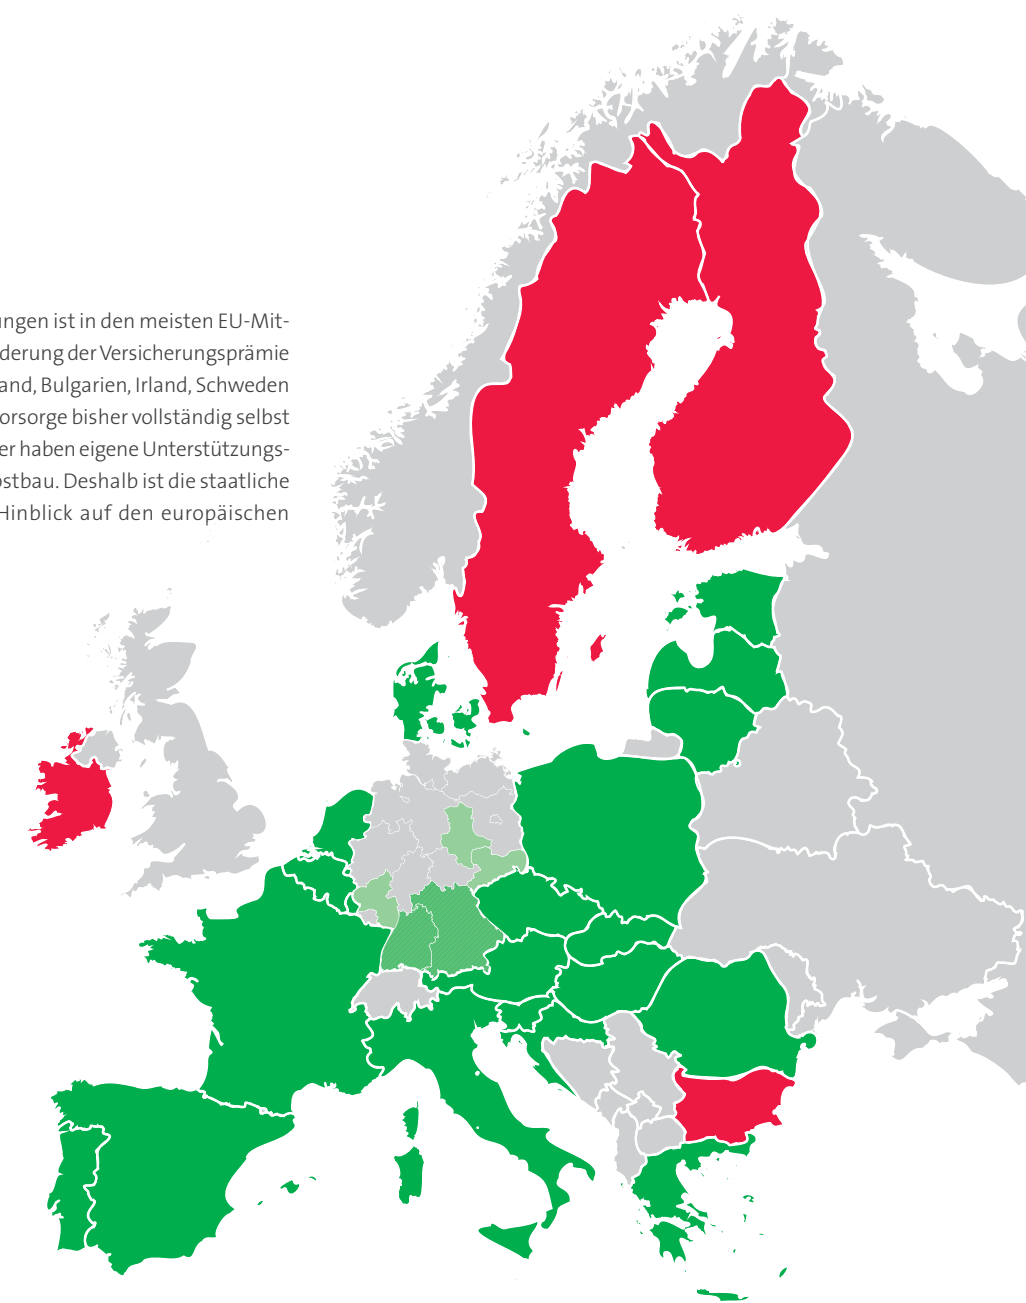 ungen ist in den meisten EU-Mit-
derung der Versicherungsprämie
and, Bulgarien, Irland, Schweden
orsorge bisher vollständig selbst
er haben eigene Unterstützungs-
ostbau. Deshalb ist die staatliche
Hinblick auf den europäischen